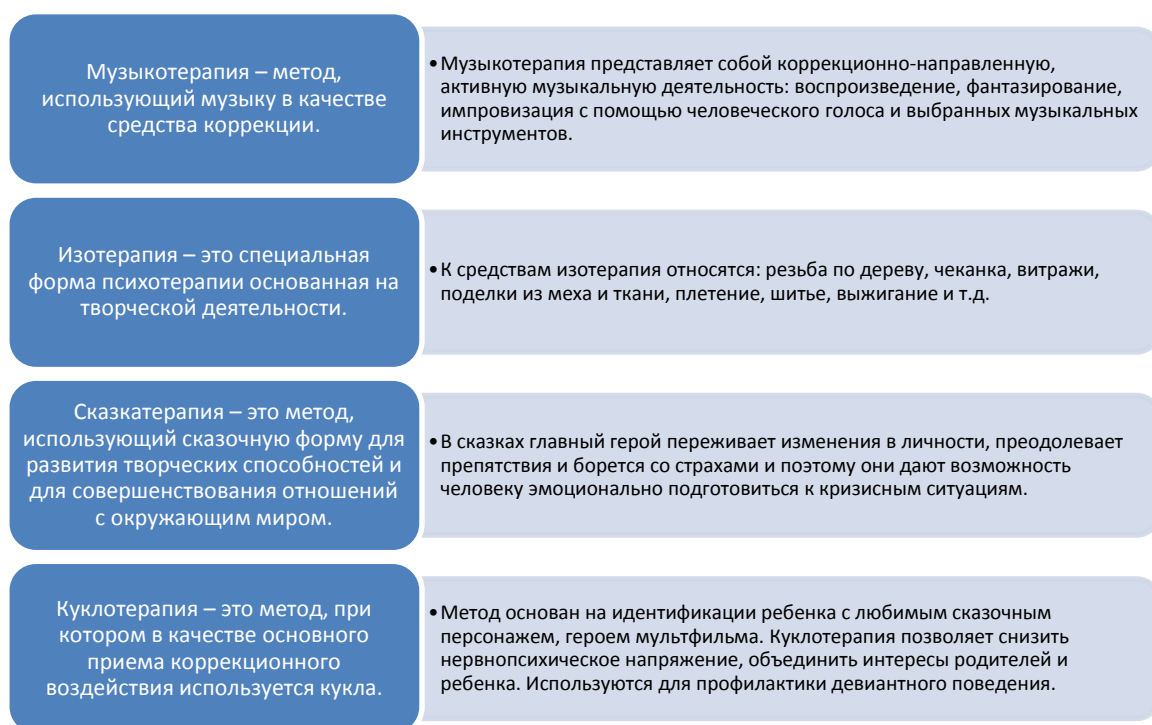 Музыкотерапия – метод,
использующий музыку в качестве
средства коррекции.
•Музыкотерапия представляет собой коррекционно-направленную,
активную музыкальную деятельность: воспроизведение, фантазирование,
импровизация с помощью человеческого голоса и выбранных музыкальных
инструментов.
Изотерапия – это специальная
форма психотерапии основанная на
творческой деятельности.
•К средствам изотерапия относятся: резьба по дереву, чеканка, витражи,
поделки из меха и ткани, плетение, шитье, выжигание и т.д.
Сказкатерапия – это метод,
использующий сказочную форму для
развития творческих способностей и
для совершенствования отношений
с окружающим миром.
•В сказках главный герой переживает изменения в личности, преодолевает
препятствия и борется со страхами и поэтому они дают возможность
человеку эмоционально подготовиться к кризисным ситуациям.
Куклотерапия – это метод, при
котором в качестве основного
приема коррекционного
воздействия используется кукла.
•Метод основан на идентификации ребенка с любимым сказочным
персонажем, героем мультфильма. Куклотерапия позволяет снизить
нервнопсихическое напряжение, объединить интересы родителей и
ребенка. Используются для профилактики девиантного поведения.